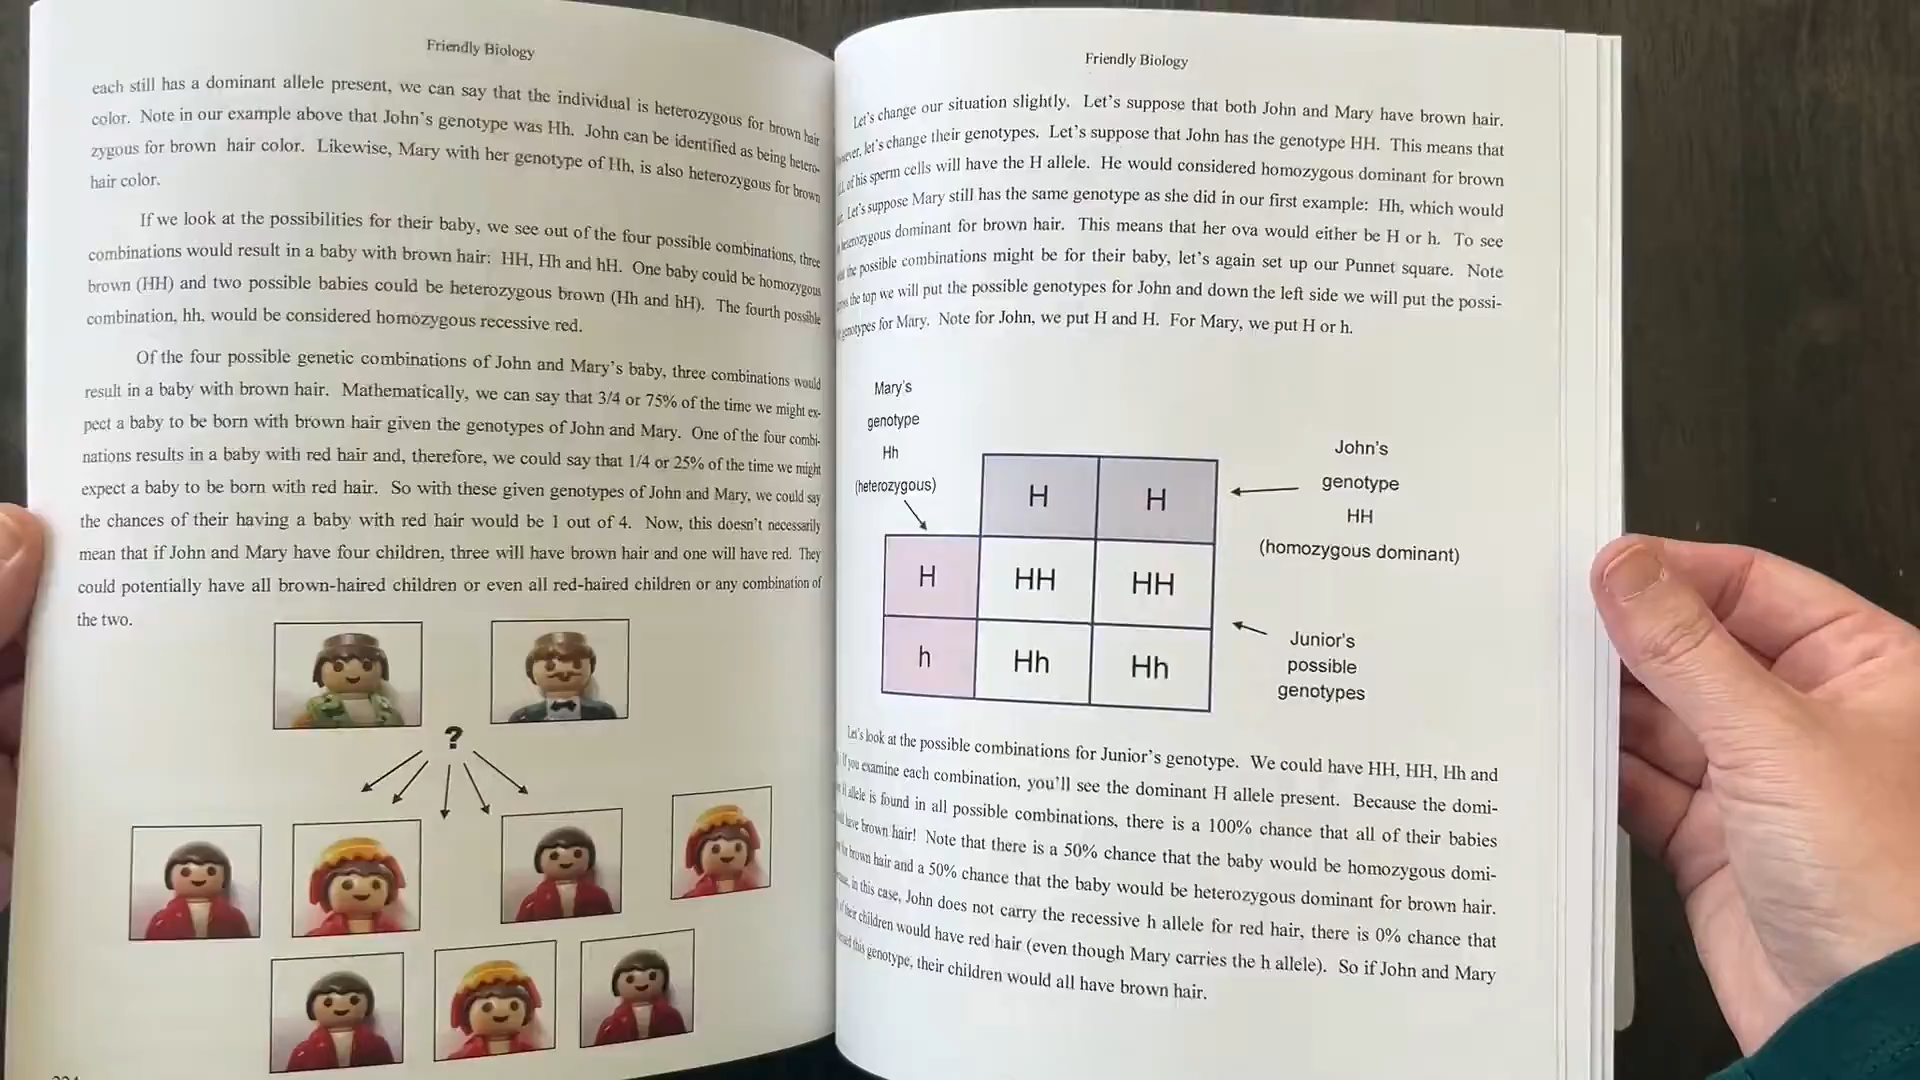 Friendly Biology
each still has a dominant allele present, we can say that the individual is heterozygous for brown hair
color. Note in our example above that John's genotype was Hh. John can be identified as being hetero-
zygous for brown hair color. Likewise, Mary with her genotype of Hh, is also heterozygous for brown
hair color.
If we look at the possibilities for their baby, we see out of the four possible combinations, three
combinations would result in a baby with brown hair: HH, Hh and hH. One baby could be homozygous
brown (HH) and two possible babies could be heterozygous brown (Hh and hH). The fourth possible
combination, hh, would be considered homozygous recessive red.
Of the four possible genetic combinations of John and Mary's baby, three combinations would
result in a baby with brown hair. Mathematically, we can say that 3/4 or 75% of the time we might ex-
pect a baby to be born with brown hair given the genotypes of John and Mary. One of the four combi-
nations results in a baby with red hair and, therefore, we could say that 1/4 or 25% of the time we might
expect a baby to be born with red hair. So with these given genotypes of John and Mary, we could say
the chances of their having a baby with red hair would be 1 out of 4. Now, this doesn't necessarily
mean that if John and Mary have four children, three will have brown hair and one will have red. They
could potentially have all brown-haired children or even all red-haired children or any combination of
the two.
?
Friendly Biology
Let's change our situation slightly. Let's suppose that both John and Mary have brown hair.
let's change their genotypes. Let's suppose that John has the genotype HH. This means that
of his sperm cells will have the H allele. He would considered homozygous dominant for brown
Let's suppose Mary still has the same genotype as she did in our first example: Hh, which would
heterozygous dominant for brown hair. This means that her ova would either be H or h. To see
the possible combinations might be for their baby, let's again set up our Punnet square. Note
the top we will put the possible genotypes for John and down the left side we will put the possi-
genotypes for Mary. Note for John, we put H and H. For Mary, we put H or h.
Mary's
genotype
Hh
(heterozygous)
John's
genotype
HH
(homozygous dominant)
H H
H HH HH
h Hh Hh
Junior's
possible
genotypes
Let's look at the possible combinations for Junior's genotype. We could have HH, HH, Hh and
If you examine each combination, you'll see the dominant H allele present. Because the domi-
H allele is found in all possible combinations, there is a 100% chance that all of their babies
have brown hair! Note that there is a 50% chance that the baby would be homozygous domi-
for brown hair and a 50% chance that the baby would be heterozygous dominant for brown hair.
in this case, John does not carry the recessive h allele for red hair, there is 0% chance that
of their children would have red hair (even though Mary carries the h allele). So if John and Mary
this genotype, their children would all have brown hair.